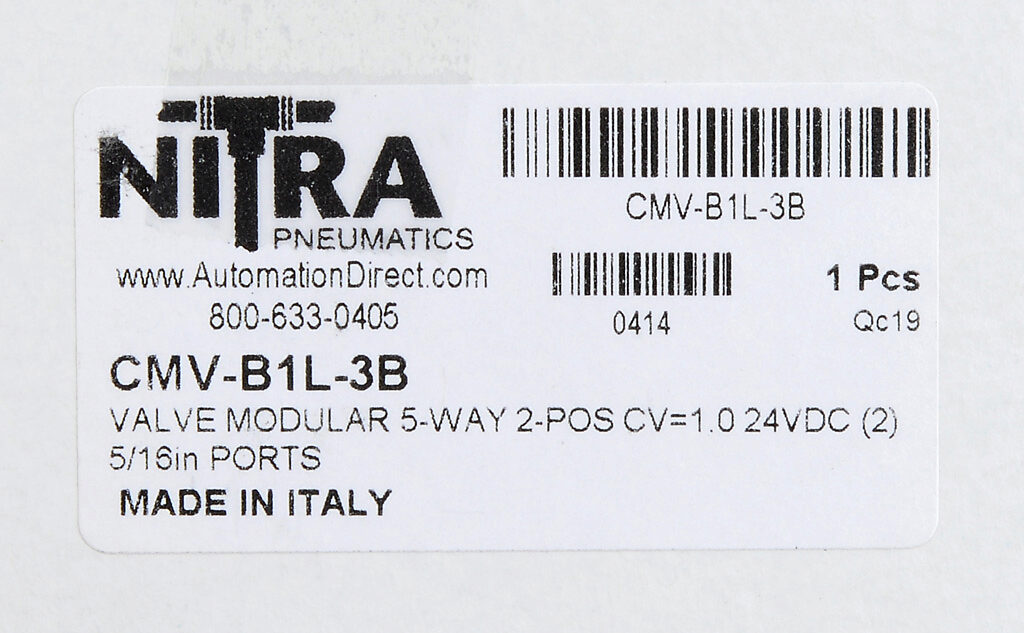 NITRA
PNEUMATICS
www.AutomationDirect.com
800-633-0405
CMV-B1L-3B
0414
1 Pcs
Qc19
CMV-B1L-3B
VALVE MODULAR 5-WAY 2-POS CV=1.0 24VDC (2)
5/16in PORTS
MADE IN ITALY